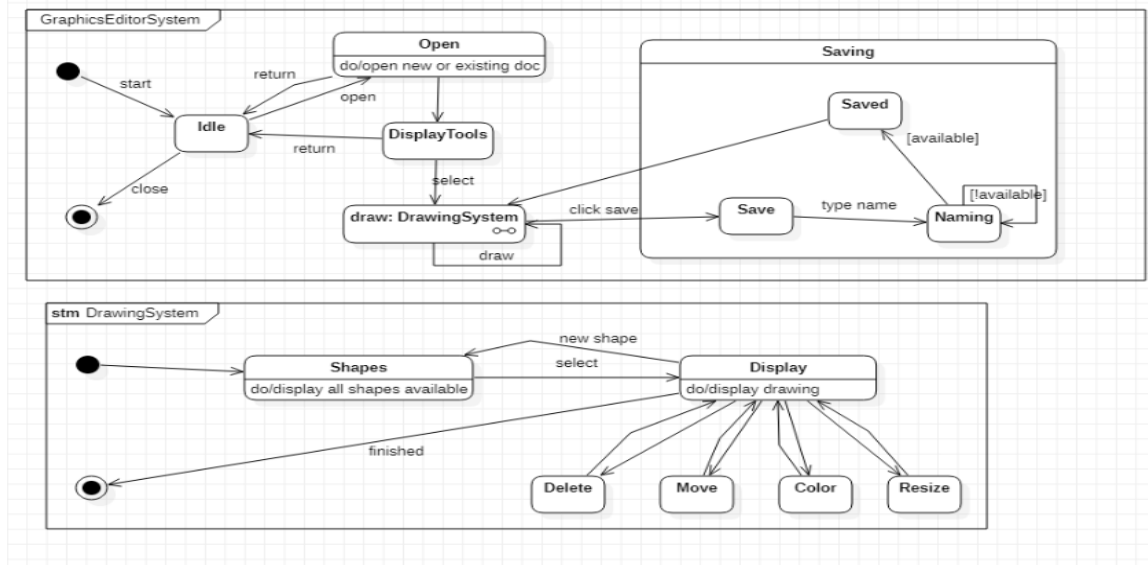 GraphicsEditorSystem
Open
do/open new or existing doc
Saving
start
return
open
Saved
Idle
DisplayTools
return
[available]
close
select
[!available]
draw: DrawingSystem
click save
Save
type name
Naming
draw
stm DrawingSystem
new shape
Shapes
do/display all shapes available
select
Display
do/display drawing
finished
Delete
Move
Color
Resize